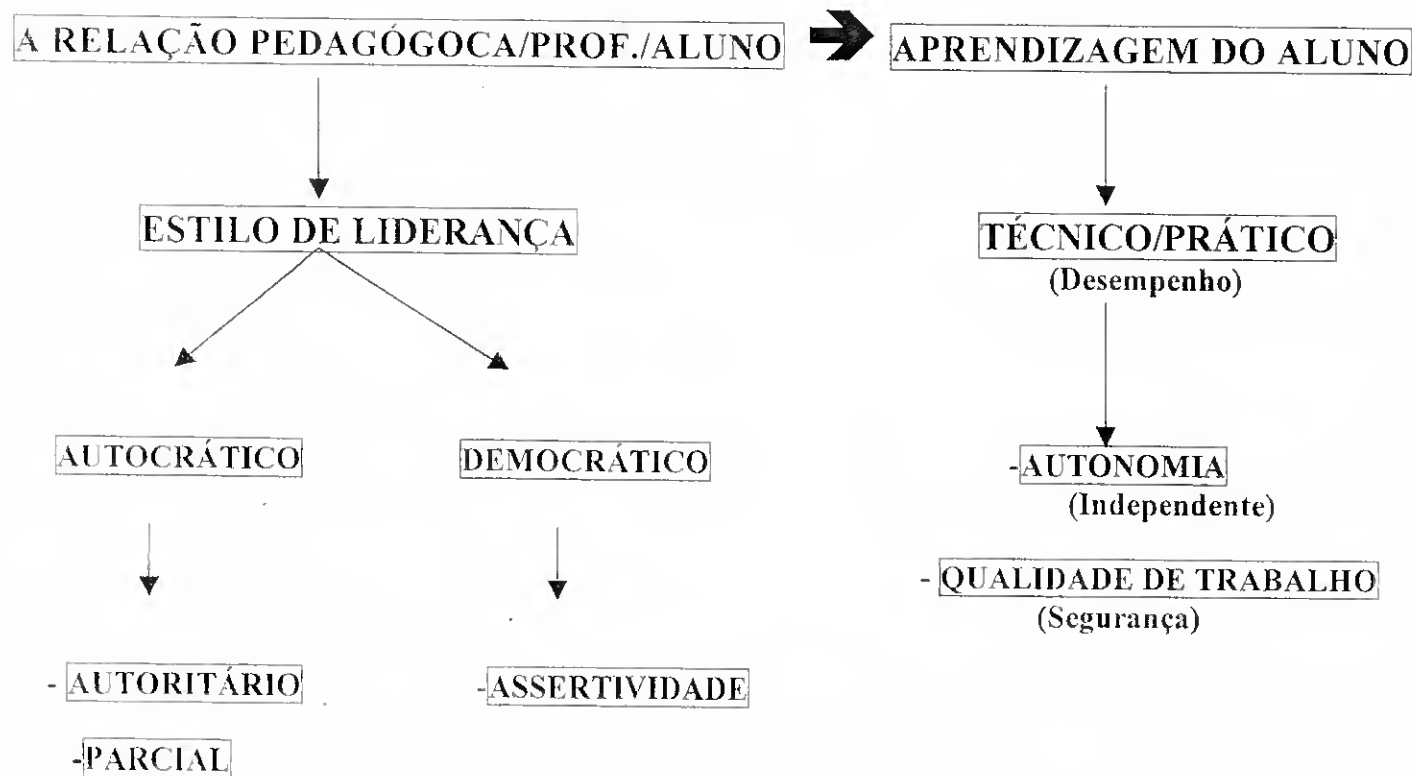 A RELAÇÃO PEDAGÓGOCA/PROF./ALUNO
APRENDIZAGEM DO ALUNO
ESTILO DE LIDERANÇA
TÉCNICO/PRÁTICO
(Desempenho)
AUTOCRÁTICO
DEMOCRÁTICO
-AUTONOMIA
(Independente)
- QUALIDADE DE TRABALHO
(Segurança)
- AUTORITÁRIO
-ASSERTIVIDADE
-PARCIAL